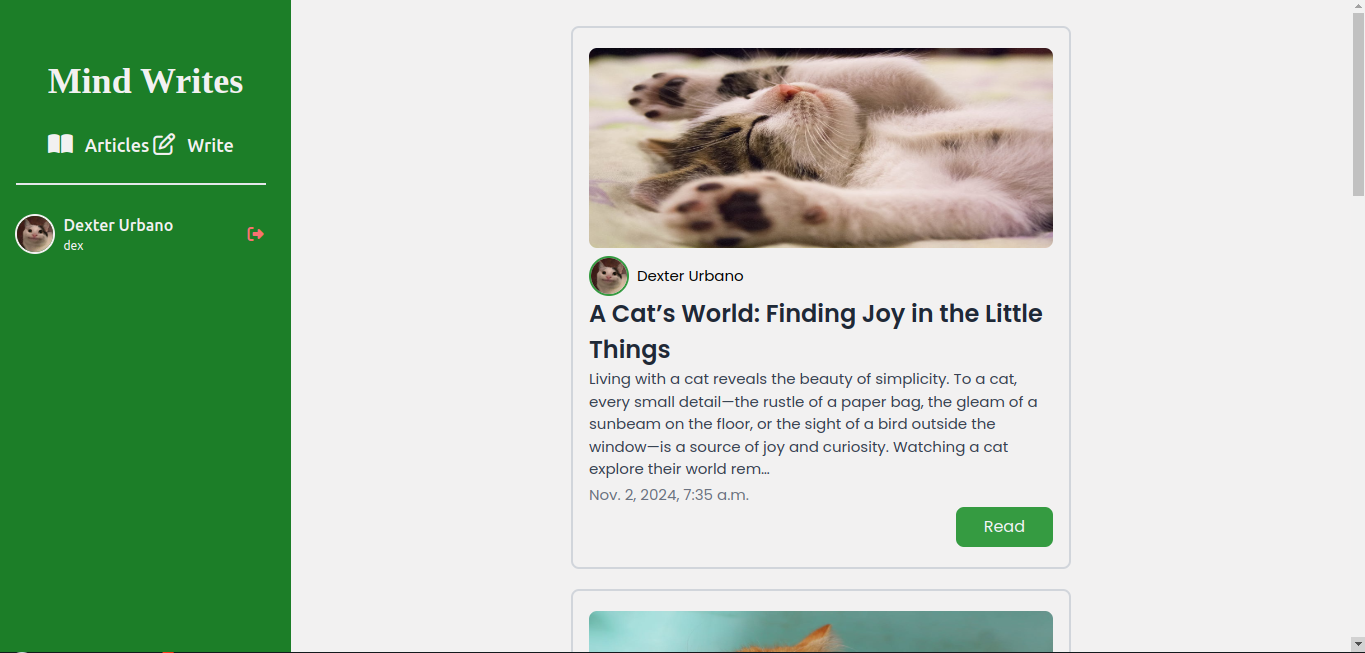 Mind Writes
Articles Write
Dexter Urbano
dex
Dexter Urbano
A Cat’s World: Finding Joy in the Little
Things
Living with a cat reveals the beauty of simplicity. To a cat,
every small detail—the rustle of a paper bag, the gleam of a
sunbeam on the floor, or the sight of a bird outside the
window—is a source of joy and curiosity. Watching a cat
explore their world rem…
Nov. 2, 2024, 7:35 a.m.
Read